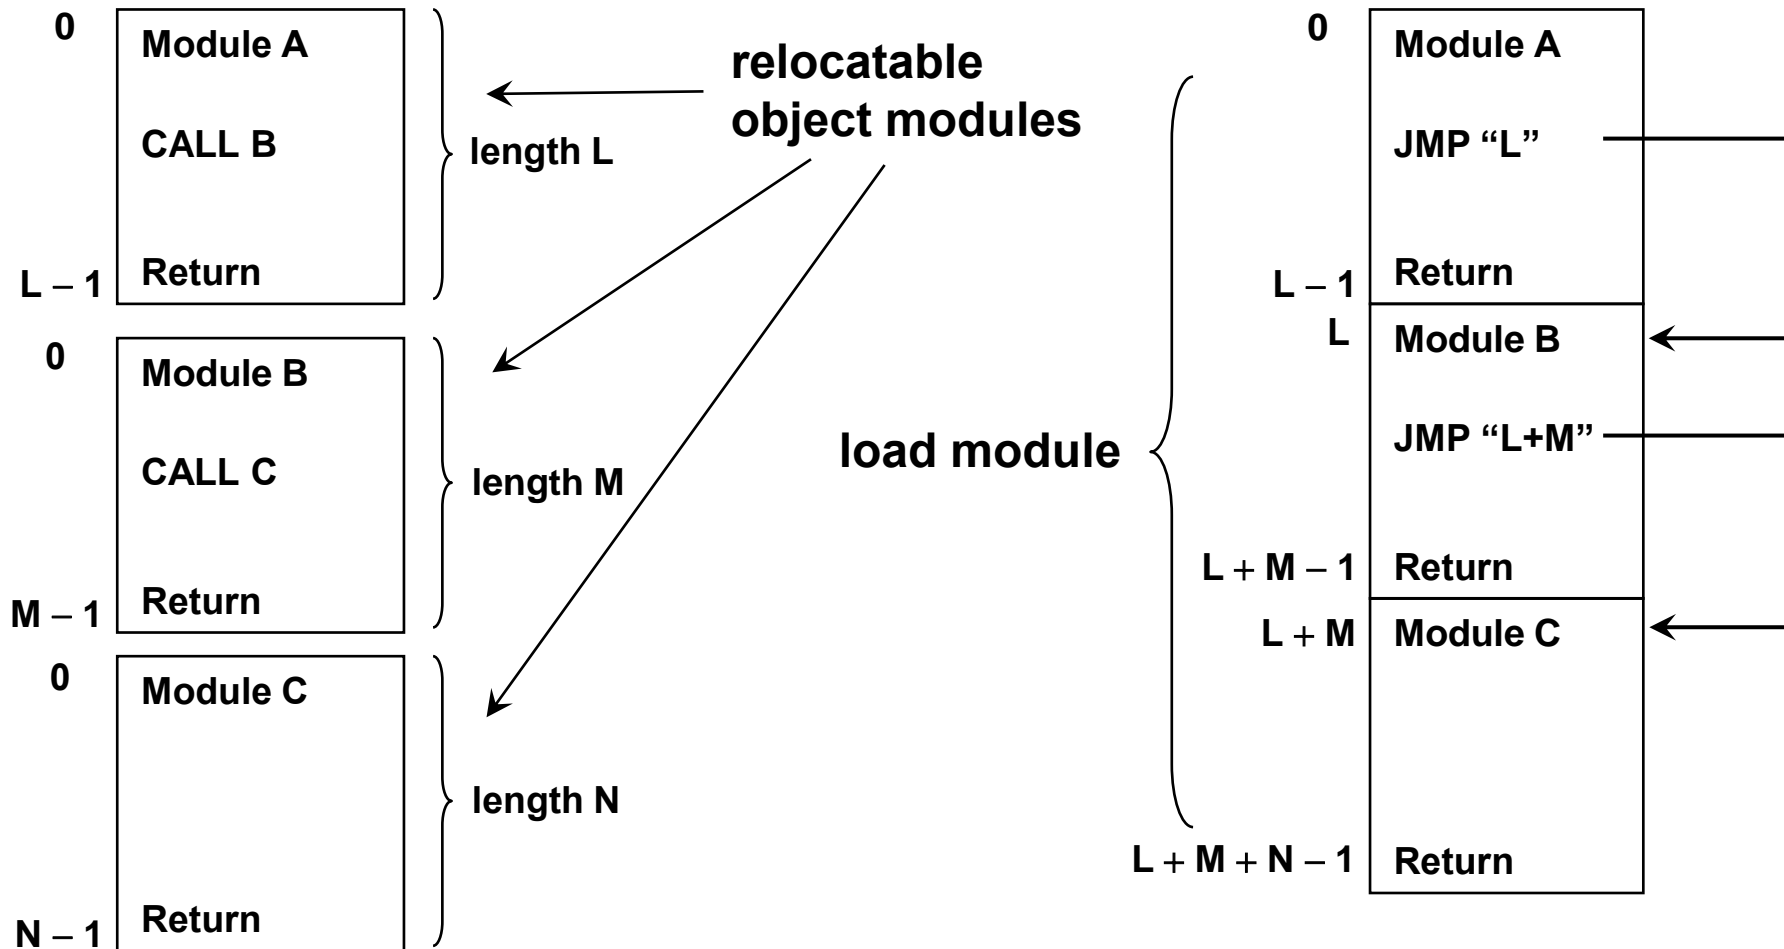 0
Module A
CALL B
Return
L – 1
length L
0
Module B
CALL C
Return
M – 1
length M
0
Module C
Return
N – 1
length N
relocatable
object modules
load module
0
Module A
JMP “L”
Return
L – 1
L
Module B
JMP “L+M”
Return
L + M – 1
L + M
Module C
Return
L + M + N – 1